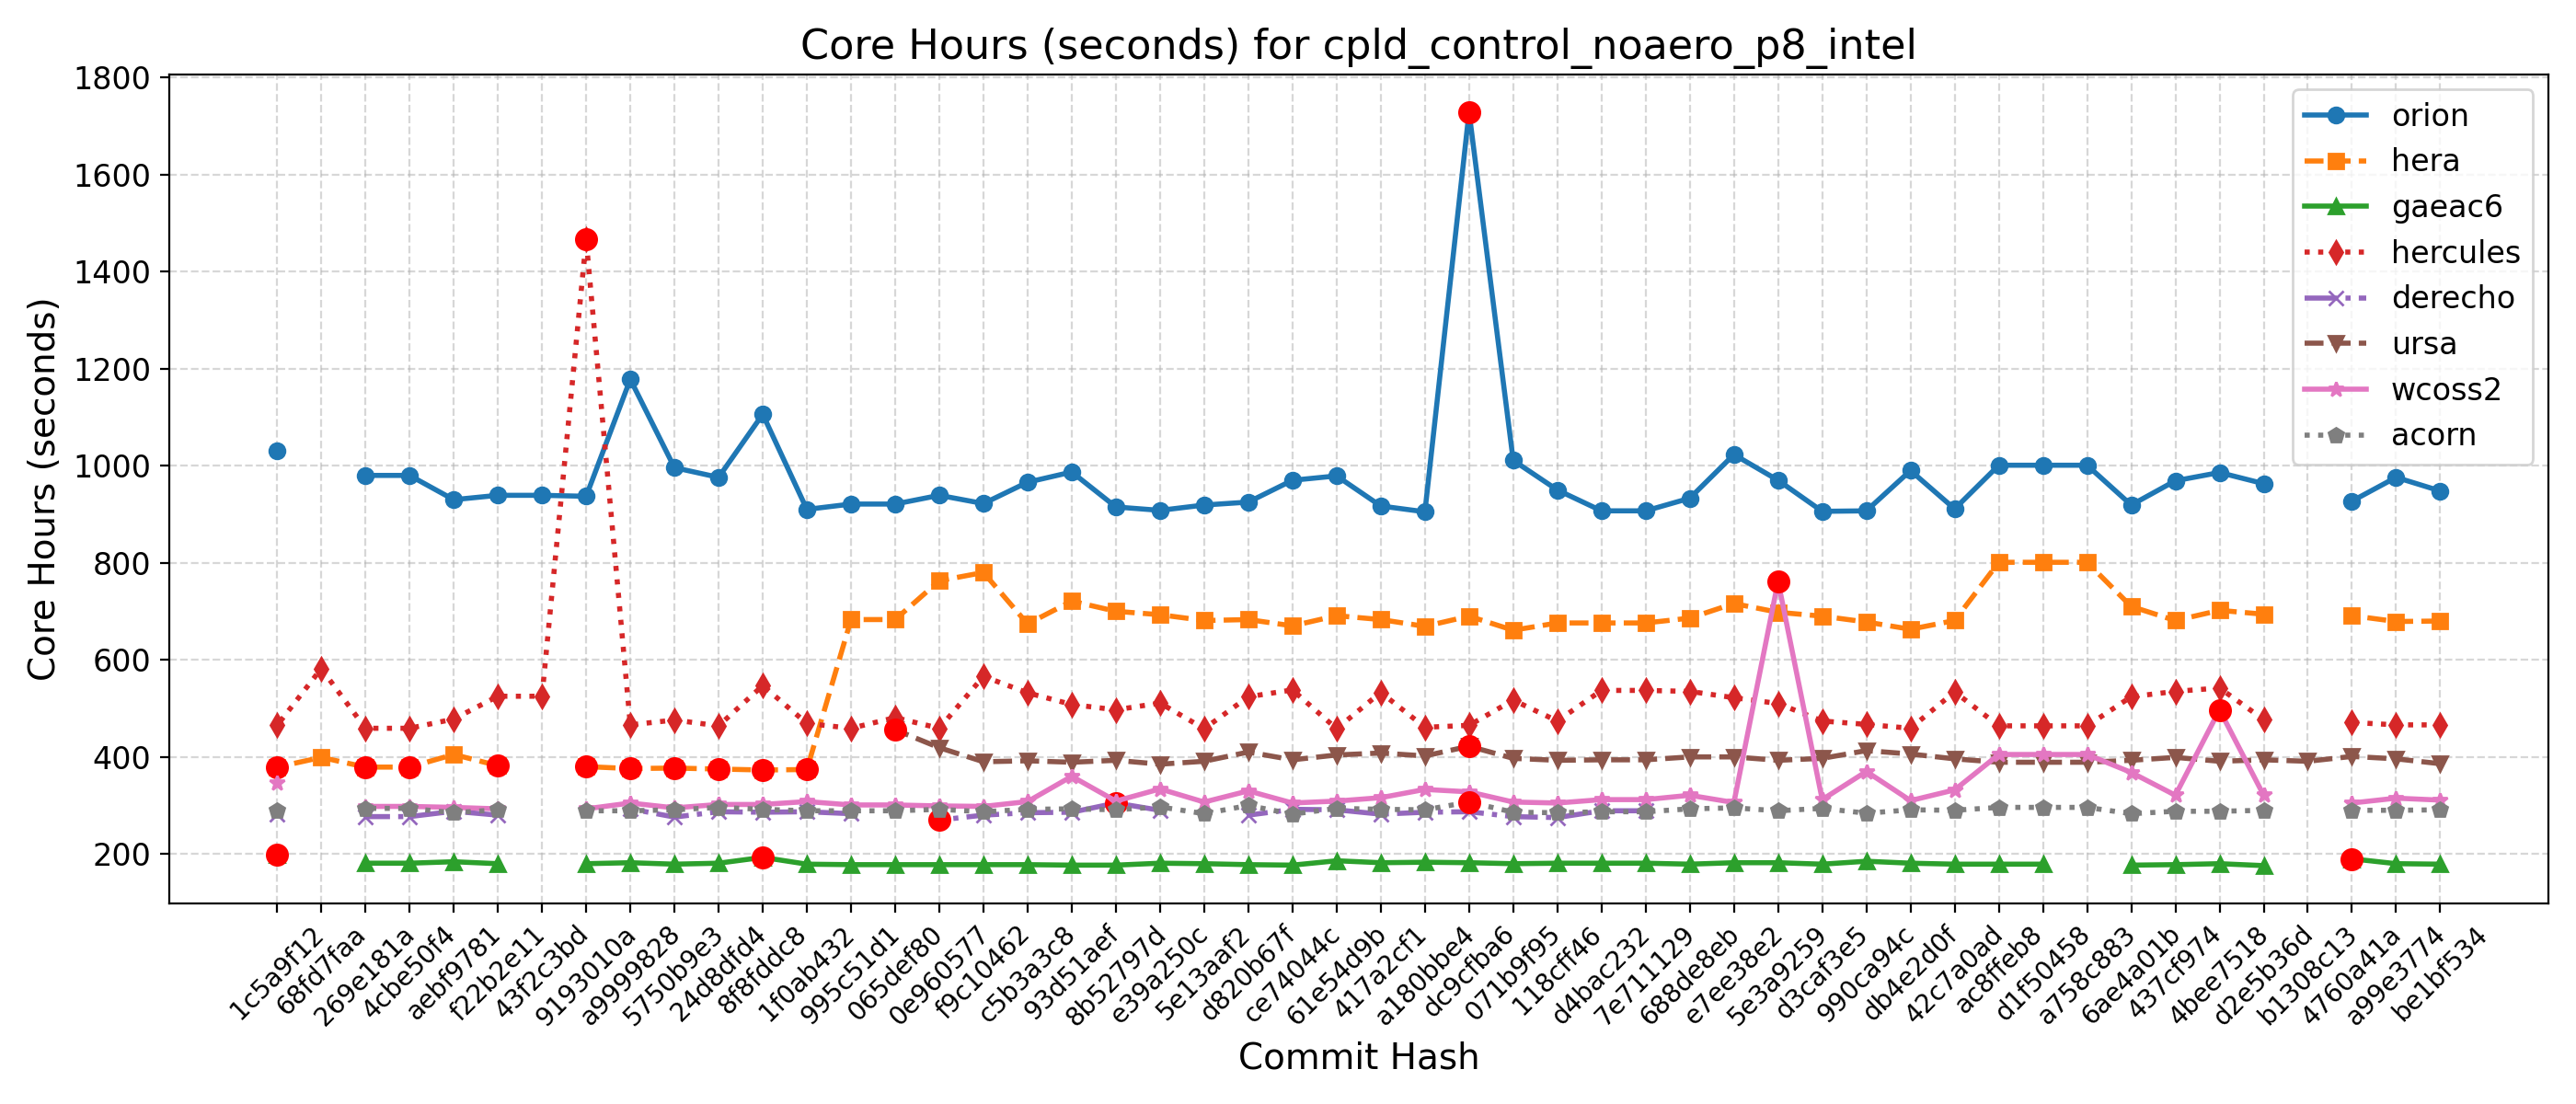 Core Hours (seconds) for cpld_control_noaero_p8_intel
Core Hours (seconds)
1800
1600
1400
1200
1000
800
600
400
200
orion
hera
gaeac6
hercules
derecho
ursa
wcoss2
acorn
1c5a9f12
68fd7faa
269e181a
4cbe50f4
aebf9781
f22b2e11
43f2c3bd
9193010a
a9999828
5750b9e3
24d8dfd4
8f8fddc8
1f0ab432
995c51d1
065def80
0e960577
f9c10462
c5b3a3c8
93d51aef
8b52797d
e39a250c
5e13aaf2
d820b67f
ce74044c
61e54d9b
417a2cf1
a180bbe4
dc9cfba6
071b9f95
118cff46
d4bac232
7e711129
688de8eb
e7ee38e2
5e3a9259
d3caf3e5
990ca94c
db4e2d0f
42c7a0ad
ac8ffeb8
d1f50458
a758c883
6ae4a01b
437cf974
4bee7518
d2e5b36d
b1308c13
4760a41a
a99e3774
be1bf534
Commit Hash